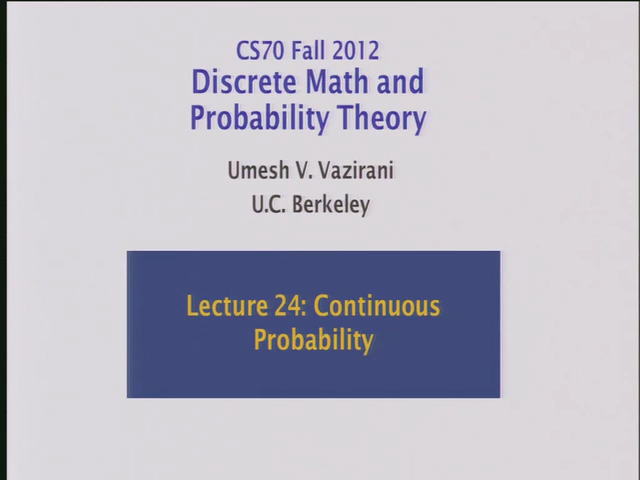 CS70 Fall 2012
Discrete Math and
Probability Theory
Umesh V. Vazirani
U.C. Berkeley
Lecture 24: Continuous
Probability